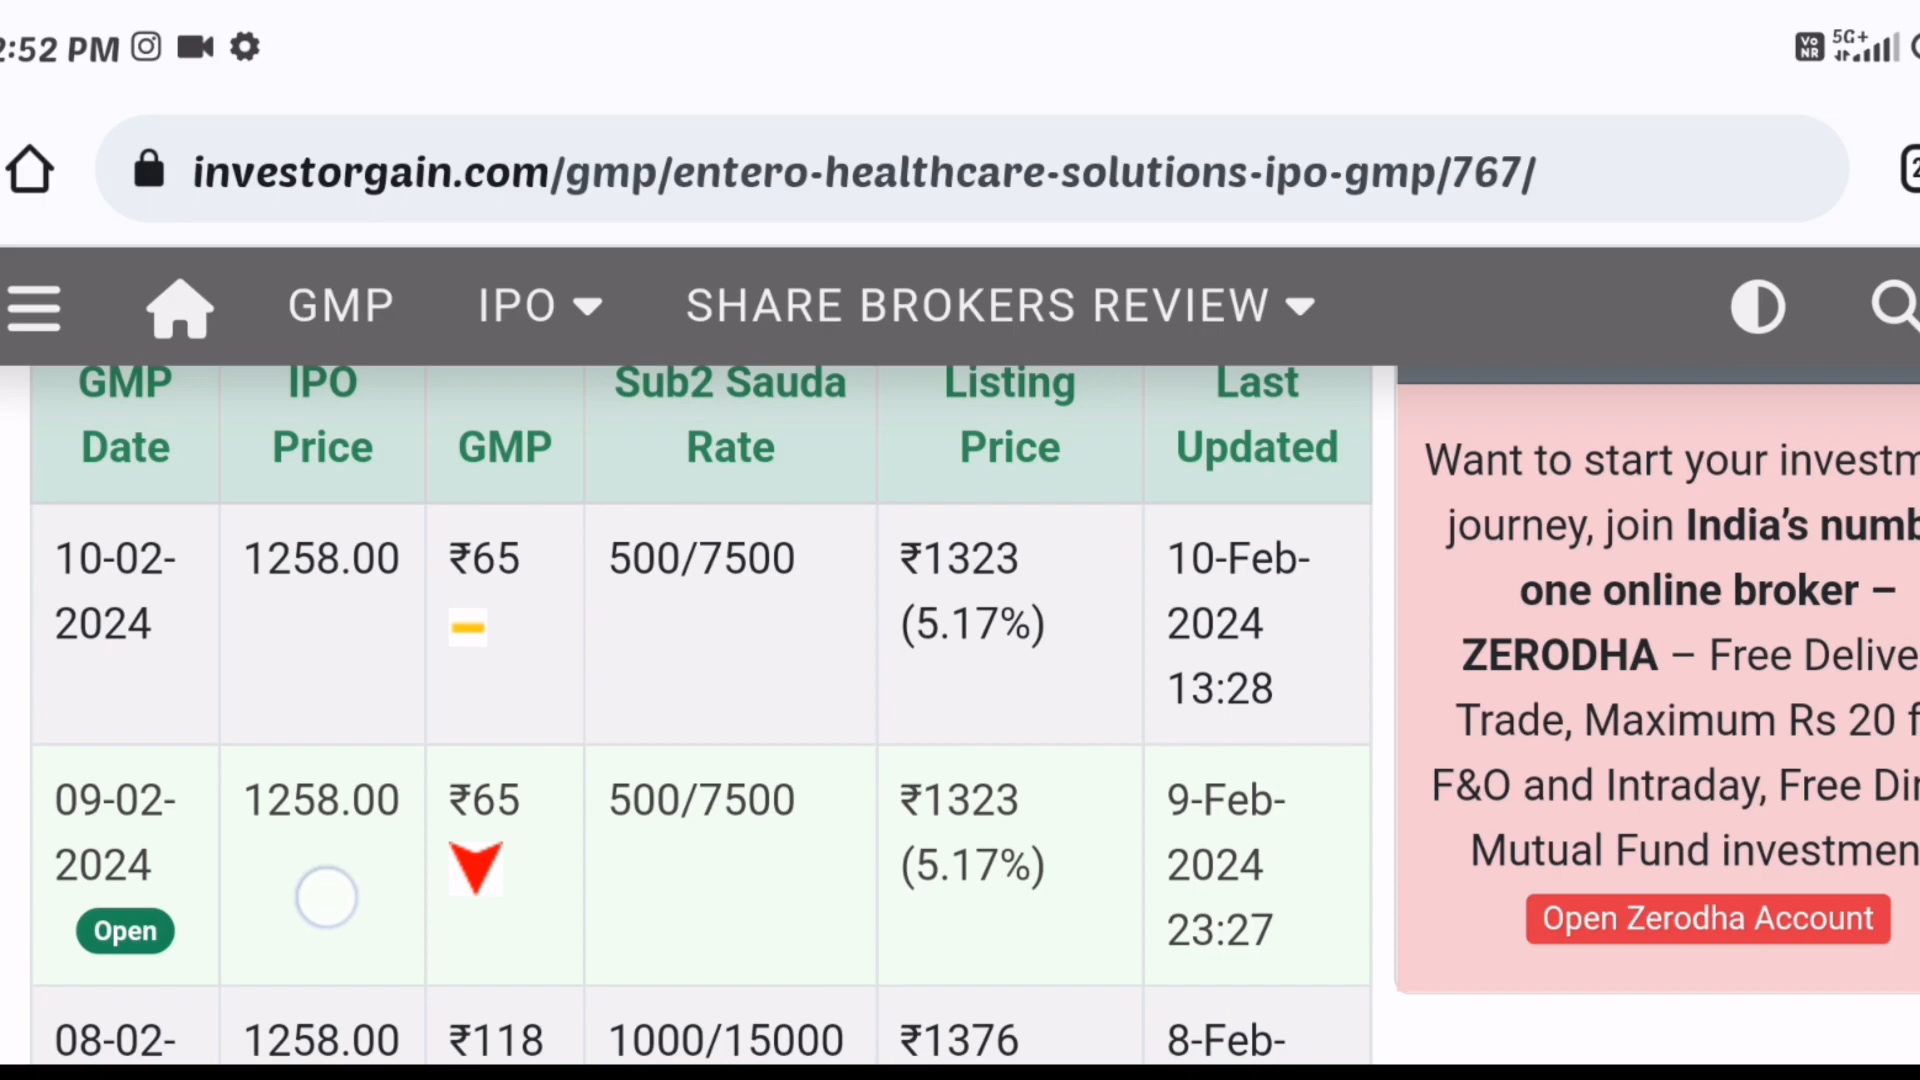 2:52 PM
Vo NR 5G+
investorgain.com/gmp/entero-healthcare-solutions-ipo-gmp/767/
GMP IPO SHARE BROKERS REVIEW
GMP Date IPO Price GMP Sub2 Sauda Rate Listing Price Last Updated
10-02-2024 1258.00 ₹65 500/7500 ₹1323 (5.17%) 10-Feb-2024 13:28
09-02-2024 Open 1258.00 ₹65 500/7500 ₹1323 (5.17%) 9-Feb-2024 23:27
08-02- 1258.00 ₹118 1000/15000 ₹1376 8-Feb-
Want to start your investm
journey, join India's numb
one online broker –
ZERODHA – Free Delive
Trade, Maximum Rs 20 f
F&O and Intraday, Free Dir
Mutual Fund investmen
Open Zerodha Account